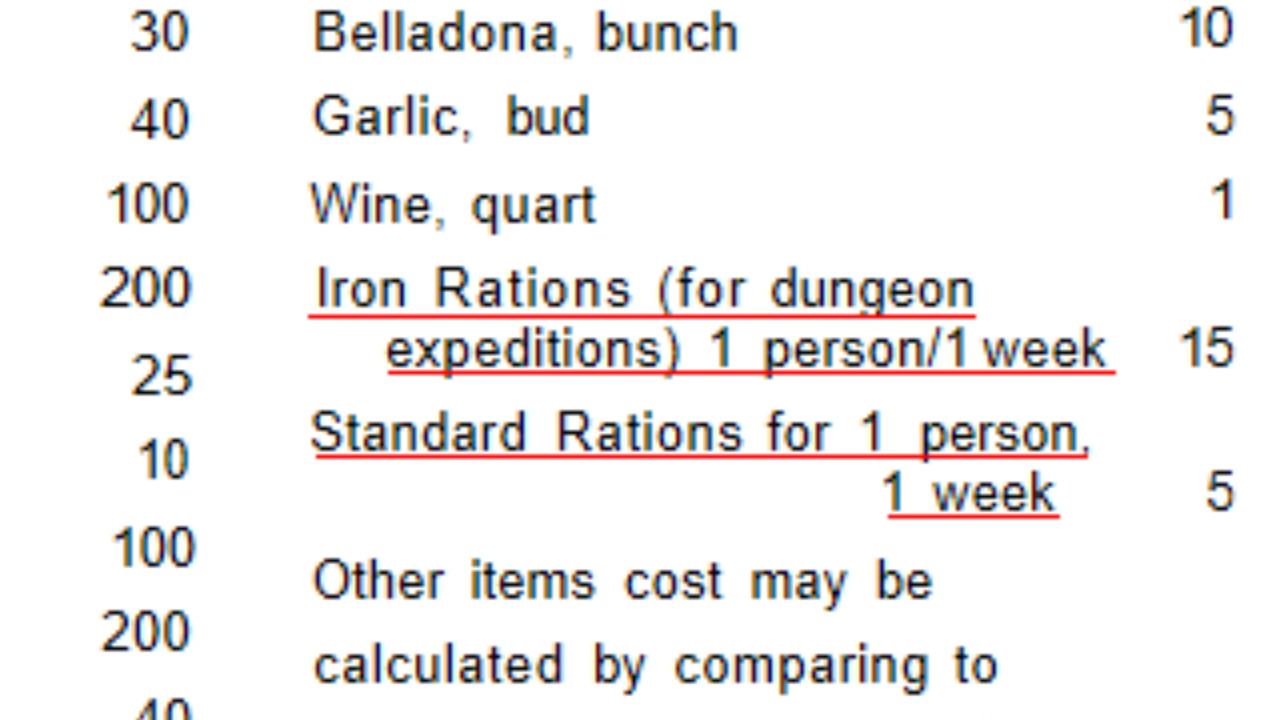 30 Belladona, bunch 10
40 Garlic, bud 5
100 Wine, quart 1
200 Iron Rations (for dungeon
expeditions) 1 person/1 week 15
25
Standard Rations for 1 person,
10
1 week 5
100
Other items cost may be
200
calculated by comparing to
40